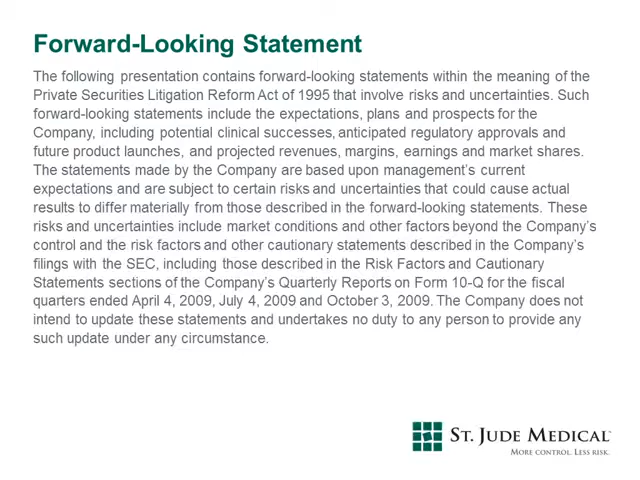 Forward-Looking Statement
The following presentation contains forward-looking statements within the meaning of the
Private Securities Litigation Reform Act of 1995 that involve risks and uncertainties. Such
forward-looking statements include the expectations, plans and prospects for the
Company, including potential clinical successes, anticipated regulatory approvals and
future product launches, and projected revenues, margins, earnings and market shares.
The statements made by the Company are based upon management’s current
expectations and are subject to certain risks and uncertainties that could cause actual
results to differ materially from those described in the forward-looking statements. These
risks and uncertainties include market conditions and other factors beyond the Company’s
control and the risk factors and other cautionary statements described in the Company’s
filings with the SEC, including those described in the Risk Factors and Cautionary
Statements sections of the Company’s Quarterly Reports on Form 10-Q for the fiscal
quarters ended April 4, 2009, July 4, 2009 and October 3, 2009. The Company does not
intend to update these statements and undertakes no duty to any person to provide any
such update under any circumstance.
ST. JUDE MEDICAL™
MORE CONTROL. LESS RISK.